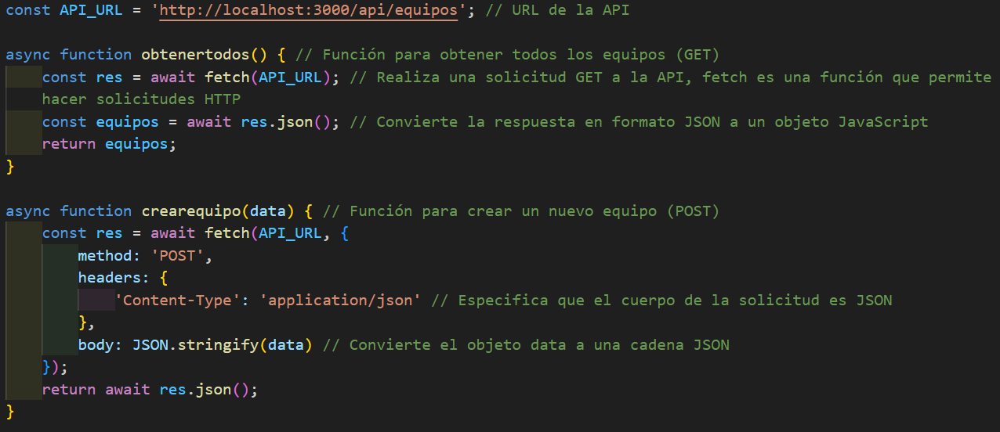 const API_URL = 'http://localhost:3000/api/equipos'; // URL de la API
async function obtenertodos() { // Función para obtener todos los equipos (GET)
const res = await fetch(API_URL); // Realiza una solicitud GET a la API, fetch es una función que permite
hacer solicitudes HTTP
const equipos = await res.json(); // Convierte la respuesta en formato JSON a un objeto JavaScript
return equipos;
}
async function crearequipo(data) { // Función para crear un nuevo equipo (POST)
const res = await fetch(API_URL, {
method: 'POST',
headers: {
'Content-Type': 'application/json' // Especifica que el cuerpo de la solicitud es JSON
},
body: JSON.stringify(data) // Convierte el objeto data a una cadena JSON
});
return await res.json();
}